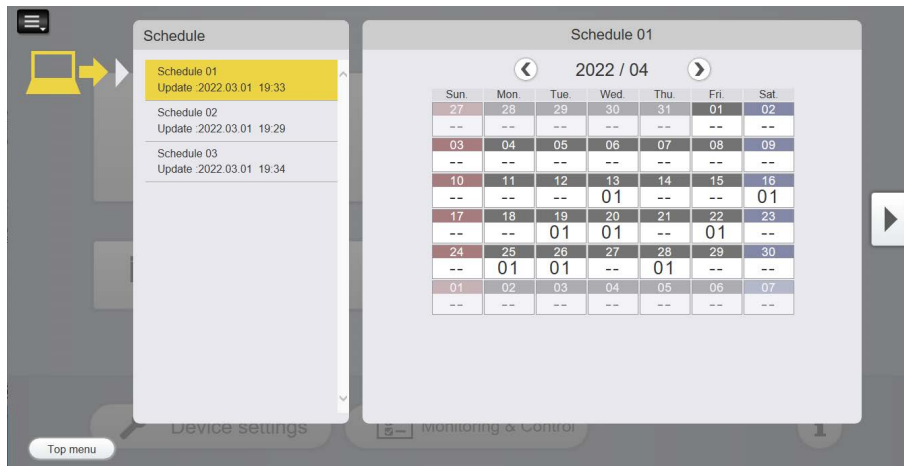 Schedule
Schedule 01
Update :2022.03.01 19:33
Schedule 02
Update :2022.03.01 19:29
Schedule 03
Update :2022.03.01 19:34
Schedule 01
2022 / 04
Sun. Mon. Tue. Wed. Thu. Fri. Sat.
27 28 29 30 31 01 02
-- -- -- -- -- -- --
03 04 05 06 07 08 09
-- -- -- -- -- -- --
10 11 12 13 14 15 16
-- -- -- 01 -- -- 01
17 18 19 20 21 22 23
-- -- 01 01 -- 01 --
24 25 26 27 28 29 30
-- 01 01 -- 01 -- --
01 02 03 04 05 06 07
-- -- -- -- -- -- --
Device settings
Monitoring & Control
Top menu